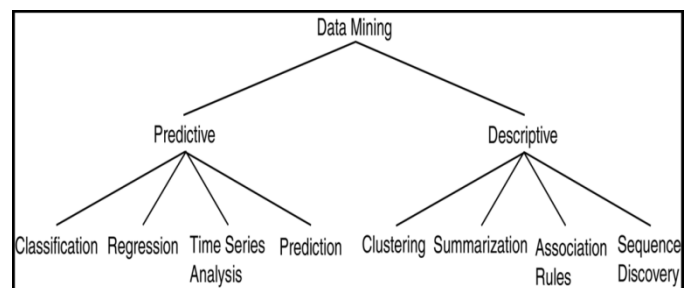 Data Mining
Predictive Descriptive
Classification Regression Time Series Analysis Prediction Clustering Summarization Association Rules Sequence Discovery